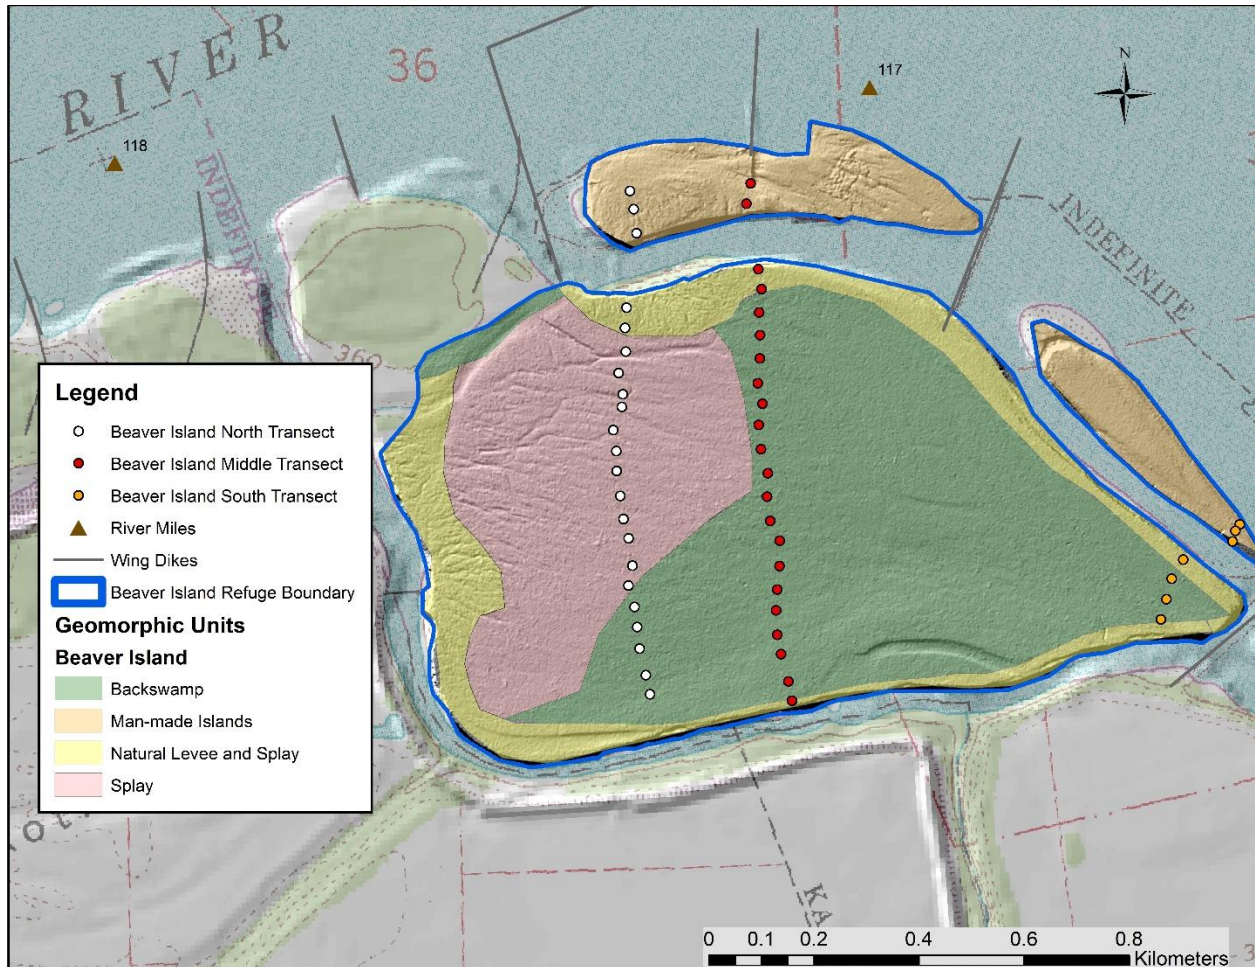 RIVER
36
118
117
N
INDEFINITE
INDEFINITE
360
Legend
Beaver Island North Transect
Beaver Island Middle Transect
Beaver Island South Transect
River Miles
Wing Dikes
Beaver Island Refuge Boundary
Geomorphic Units
Beaver Island
Backswamp
Man-made Islands
Natural Levee and Splay
Splay
KA
0 0.1 0.2 0.4 0.6 0.8
Kilometers